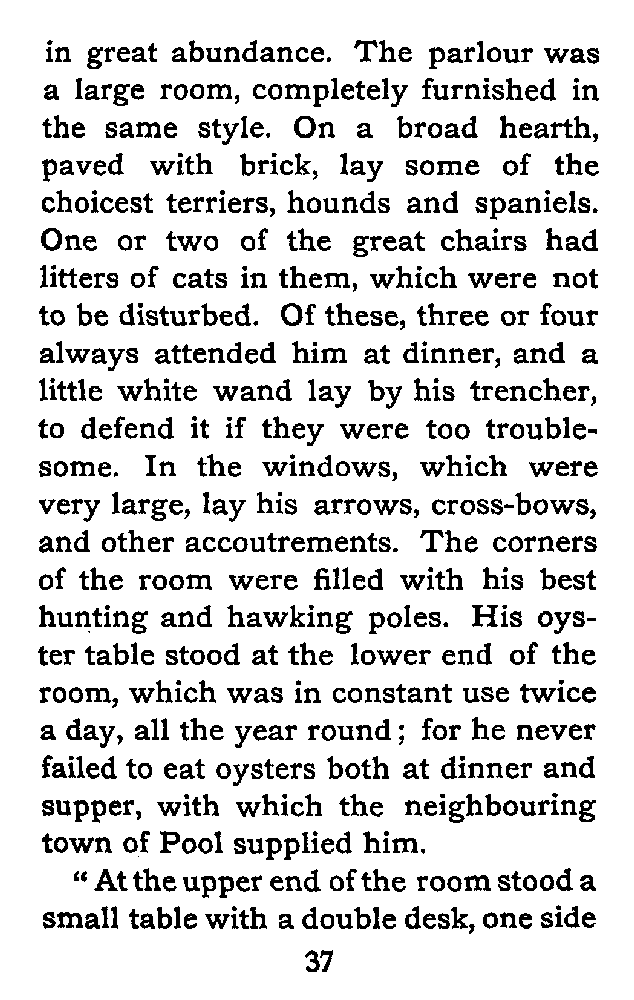 in great abundance. The parlour was
a large room, completely furnished in
the same style. On a broad hearth,
paved with brick, lay some of the
choicest terriers, hounds and spaniels.
One or two of the great chairs had
litters of cats in them, which were not
to be disturbed. Of these, three or four
always attended him at dinner, and a
little white wand lay by his trencher,
to defend it if they were too trouble-
some. In the windows, which were
very large, lay his arrows, cross-bows,
and other accoutrements. The corners
of the room were filled with his best
hunting and hawking poles. His oys-
ter table stood at the lower end of the
room, which was in constant use twice
a day, all the year round; for he never
failed to eat oysters both at dinner and
supper, with which the neighbouring
town of Pool supplied him.
“ At the upper end of the room stood a
small table with a double desk, one side
37